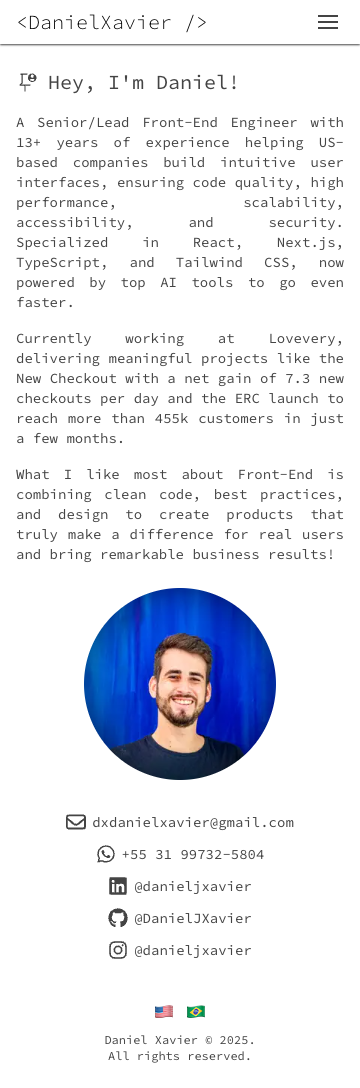 <DanielXavier />
Hey, I'm Daniel!
A Senior/Lead Front-End Engineer with
13+ years of experience helping US-
based companies build intuitive user
interfaces, ensuring code quality, high
performance, scalability,
accessibility, and security.
Specialized in React, Next.js,
TypeScript, and Tailwind CSS, now
powered by top AI tools to go even
faster.
Currently working at Lovevery,
delivering meaningful projects like the
New Checkout with a net gain of 7.3 new
checkouts per day and the ERC launch to
reach more than 455k customers in just
a few months.
What I like most about Front-End is
combining clean code, best practices,
and design to create products that
truly make a difference for real users
and bring remarkable business results!
dxdanielxavier@gmail.com
+55 31 99732-5804
@danieljxavier
@DanielJXavier
@danieljxavier
Daniel Xavier © 2025.
All rights reserved.